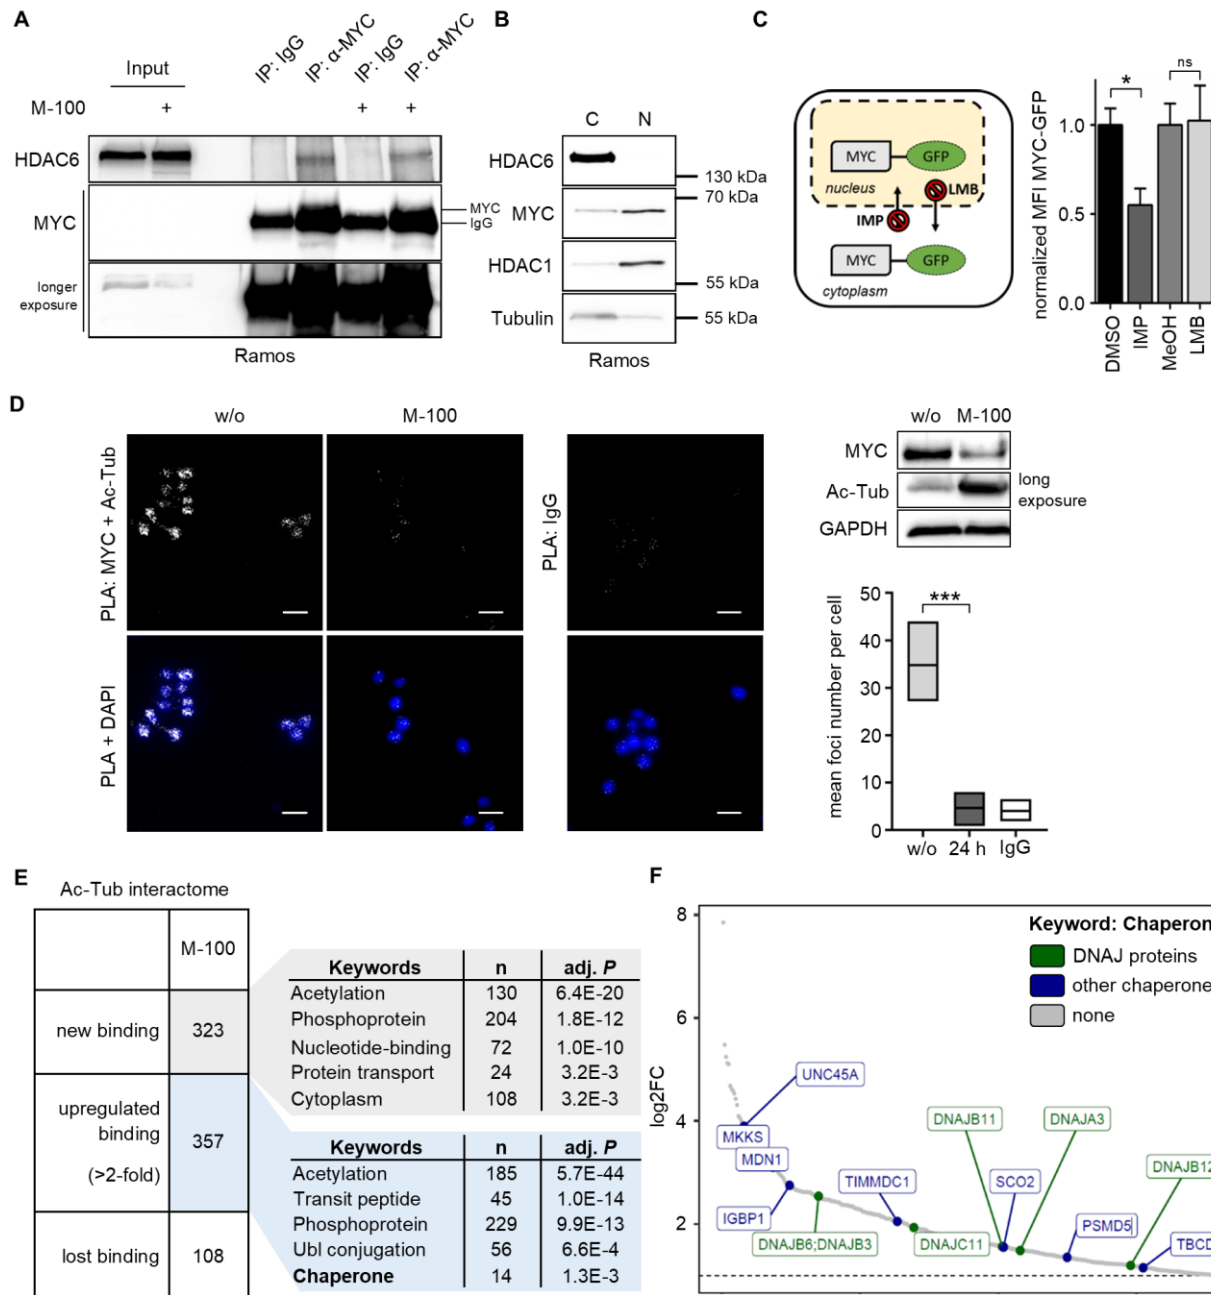 A
Input
IP: IgG
IP: α-MYC
IP: IgG
IP: α-MYC
M-100
+
+
+
HDAC6
MYC
MYC
IgG
longer
exposure
Ramos
B
C
N
HDAC6
130 kDa
70 kDa
MYC
HDAC1
55 kDa
Tubulin
55 kDa
Ramos
C
MYC
GFP
nucleus
LMB
IMP
MYC
GFP
cytoplasm
normalized MFI MYC-GFP
1.0
0.5
0.0
*
ns
DMSO
IMP
MeOH
LMB
D
w/o
M-100
PLA: MYC + Ac-Tub
PLA: IgG
PLA + DAPI
w/o
M-100
MYC
Ac-Tub
long
exposure
GAPDH
mean foci number per cell
50
40
30
20
10
0
***
w/o
24 h
IgG
E
Ac-Tub interactome
M-100
new binding
323
upregulated
binding
(>2-fold)
357
lost binding
108
Keywords n adj. P
Acetylation 130 6.4E-20
Phosphoprotein 204 1.8E-12
Nucleotide-binding 72 1.0E-10
Protein transport 24 3.2E-3
Cytoplasm 108 3.2E-3
Keywords n adj. P
Acetylation 185 5.7E-44
Transit peptide 45 1.0E-14
Phosphoprotein 229 9.9E-13
Ubl conjugation 56 6.6E-4
Chaperone 14 1.3E-3
F
log2FC
8
6
4
2
Keyword: Chaperon
DNAJ proteins
other chaperone
none
UNC45A
MKKS
MDN1
IGBP1
DNAJB6;DNAJB3
TIMMDC1
DNAJC11
DNAJB11
SCO2
DNAJA3
PSMD5
DNAJB12
TBCD